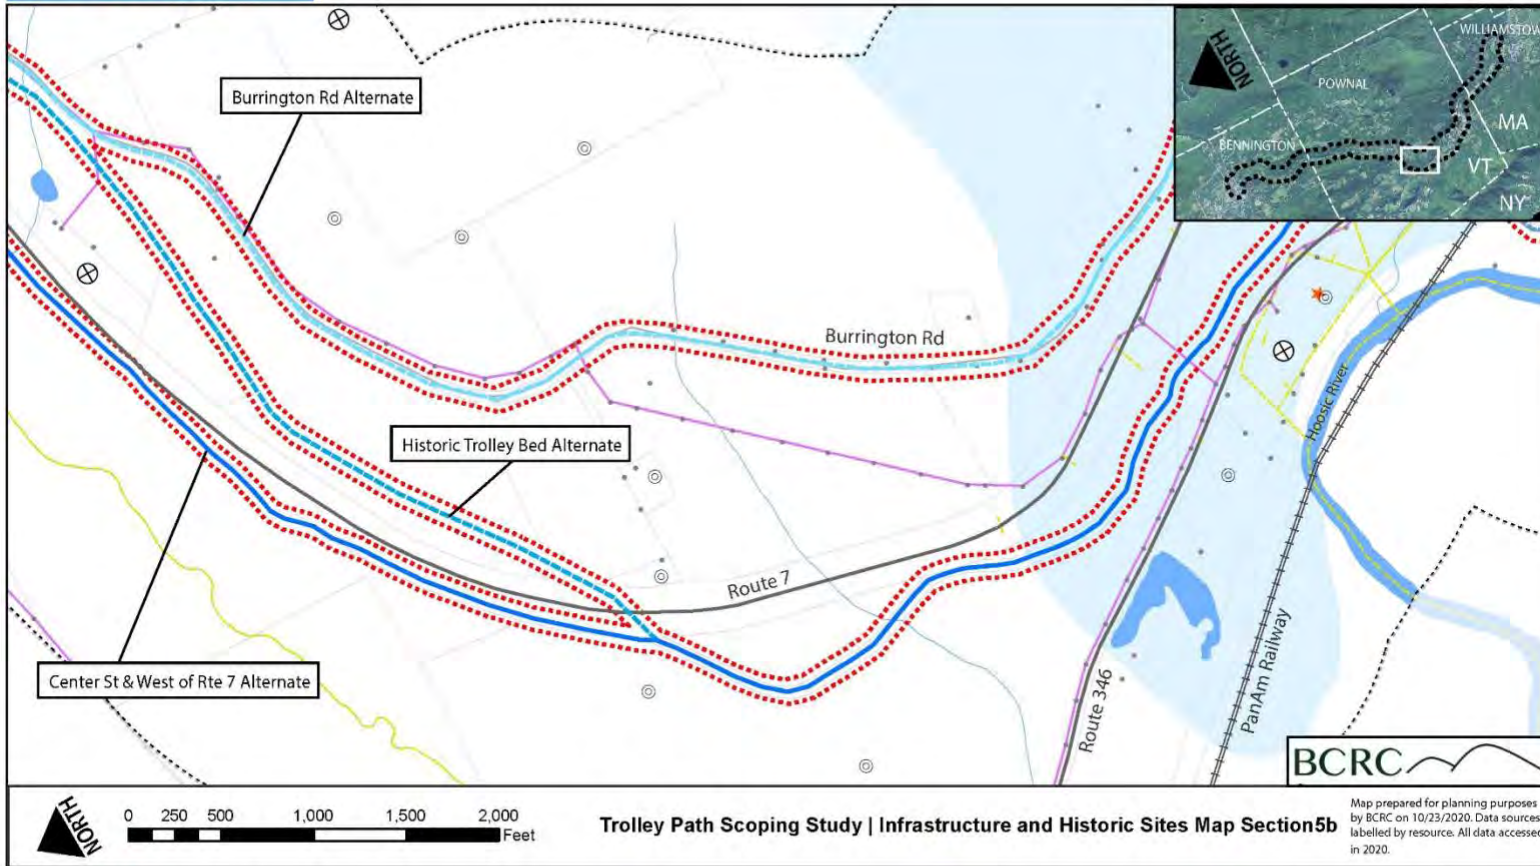 Burrington Rd Alternate
NORTH
WILLIAMSTOW
POWNAL
BENNINGTON
MA
VT
NY
Burrington Rd
Historic Trolley Bed Alternate
Hoosic River
Route 7
Center St & West of Rte 7 Alternate
Route 346
PanAm Railway
BCRC
NORTH
0 250 500 1,000 1,500 2,000
Feet
Trolley Path Scoping Study | Infrastructure and Historic Sites Map Section5b
Map prepared for planning purposes
by BCRC on 10/23/2020. Data sources
labelled by resource. All data accessed
in 2020.